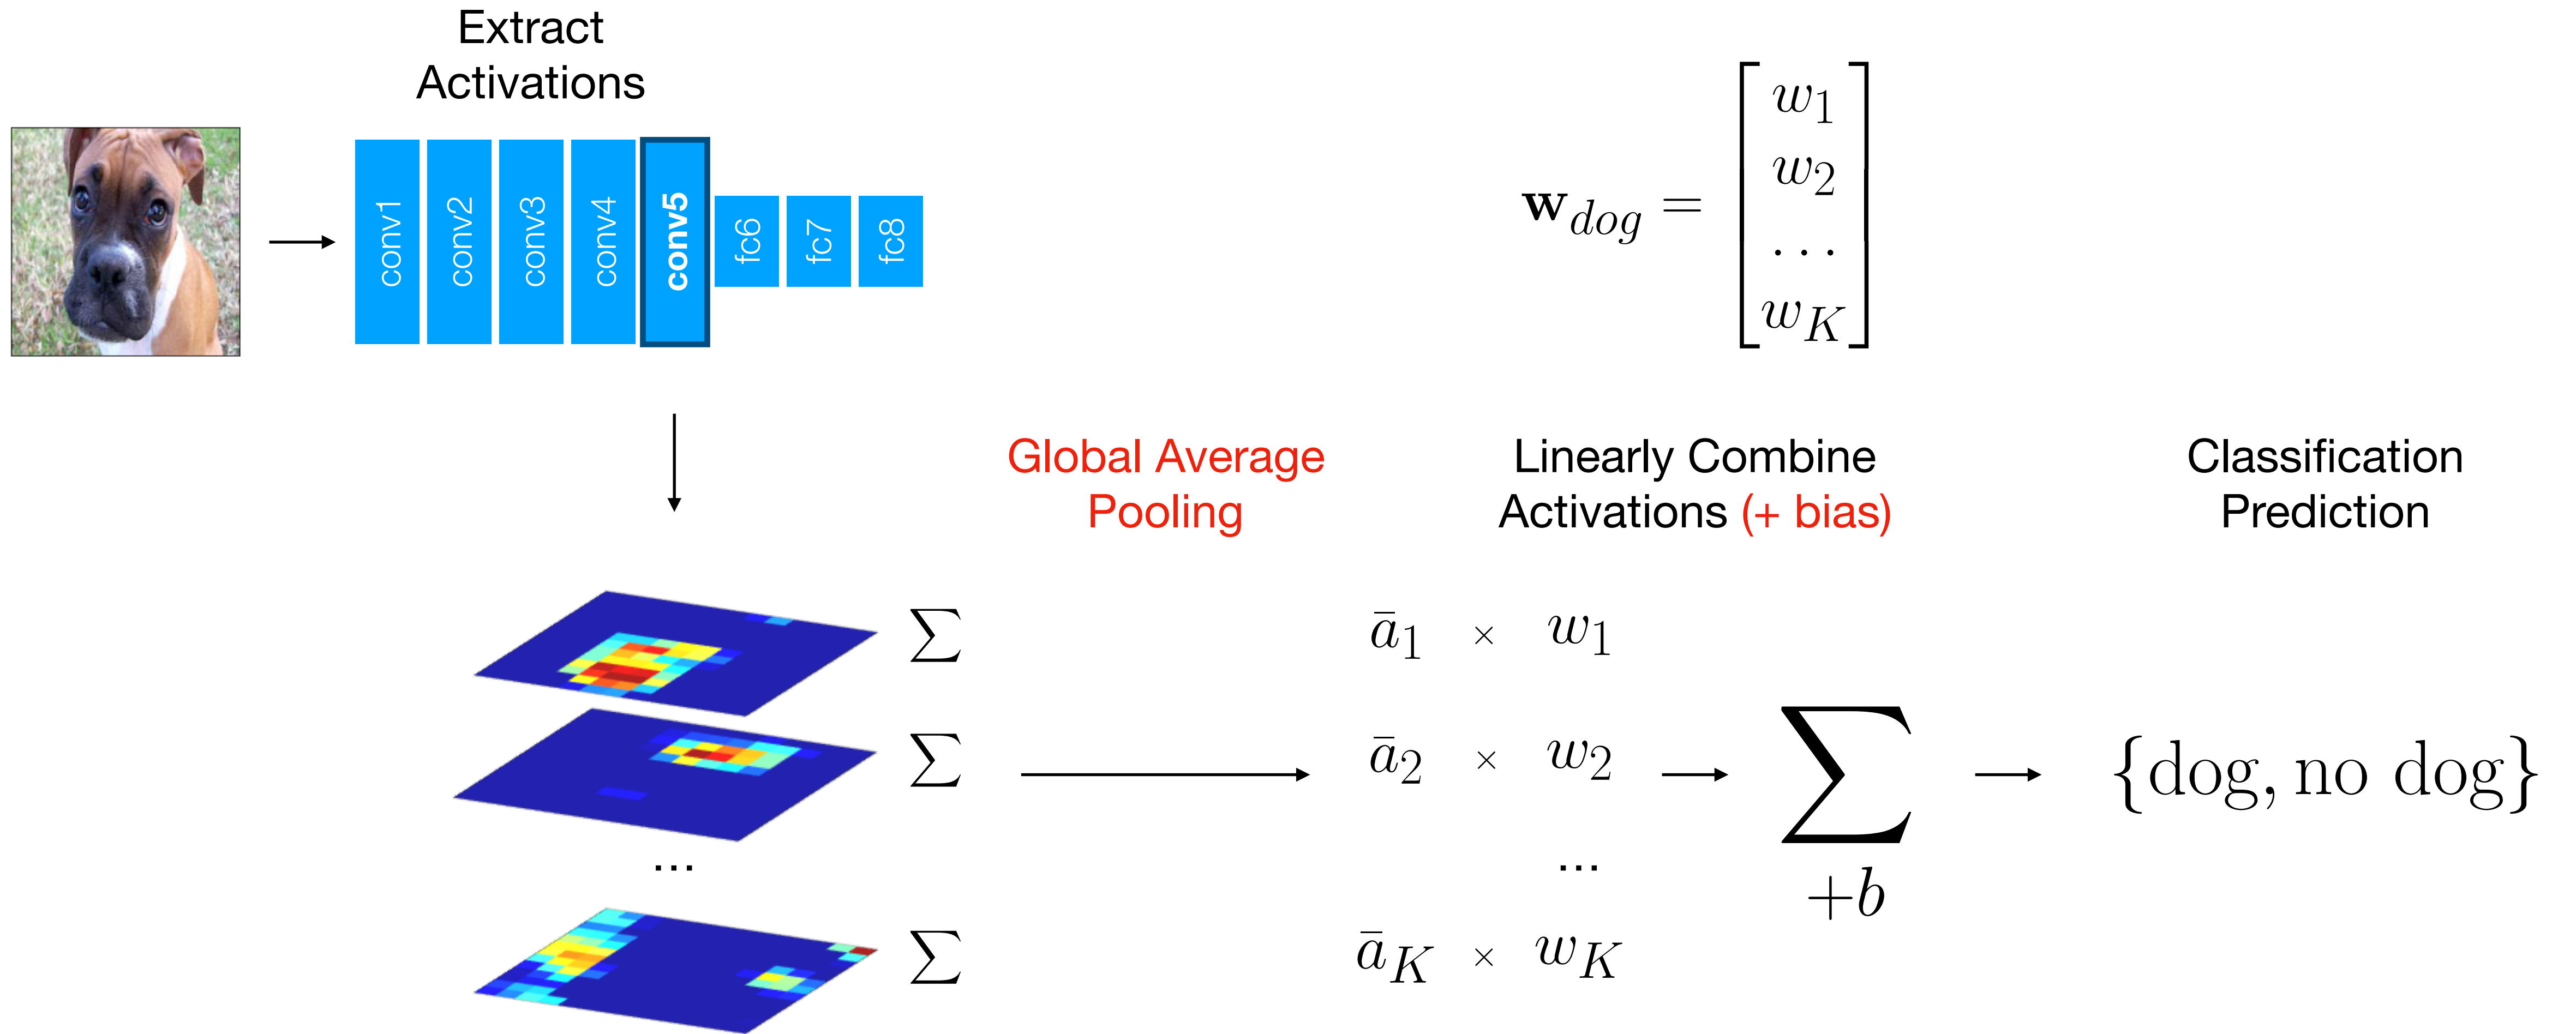 Extract
Activations
conv1
conv2
conv3
conv4
conv5
fc6
fc7
fc8
w_dog = [w_1 w_2 ... w_K]
Global Average
Pooling
Linearly Combine
Activations (+ bias)
Classification
Prediction
∑ ā_1 × w_1
∑ ā_2 × w_2 ∑ {dog, no dog}
... ...
+b
∑ ā_K × w_K